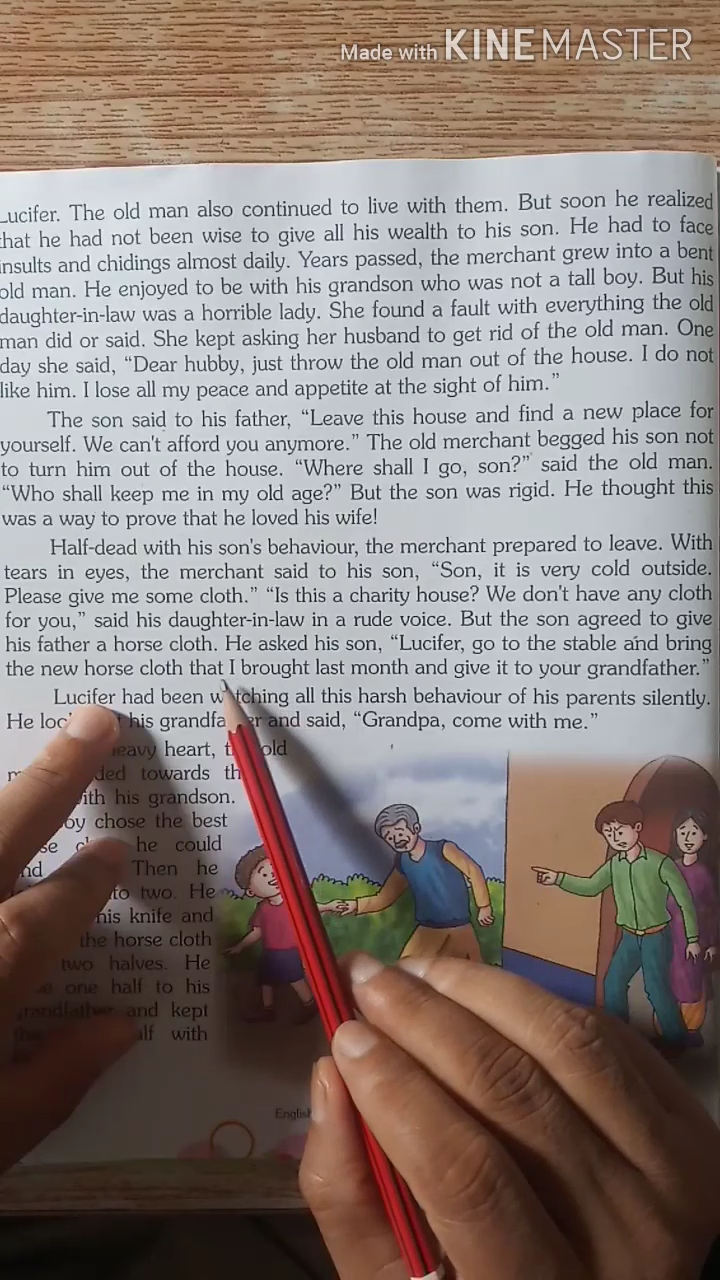 Made with KINEMASTER
Lucifer. The old man also continued to live with them. But soon he realized
that he had not been wise to give all his wealth to his son. He had to face
insults and chidings almost daily. Years passed, the merchant grew into a bent
old man. He enjoyed to be with his grandson who was not a tall boy. But his
daughter-in-law was a horrible lady. She found a fault with everything the old
man did or said. She kept asking her husband to get rid of the old man. One
day she said, “Dear hubby, just throw the old man out of the house. I do not
like him. I lose all my peace and appetite at the sight of him.”
The son said to his father, “Leave this house and find a new place for
yourself. We can't afford you anymore.” The old merchant begged his son not
to turn him out of the house. “Where shall I go, son?” said the old man.
“Who shall keep me in my old age?” But the son was rigid. He thought this
was a way to prove that he loved his wife!
Half-dead with his son's behaviour, the merchant prepared to leave. With
tears in eyes, the merchant said to his son, “Son, it is very cold outside.
Please give me some cloth.” “Is this a charity house? We don't have any cloth
for you,” said his daughter-in-law in a rude voice. But the son agreed to give
his father a horse cloth. He asked his son, “Lucifer, go to the stable and bring
the new horse cloth that I brought last month and give it to your grandfather.”
Lucifer had been watching all this harsh behaviour of his parents silently.
He his grandfather and said, “Grandpa, come with me.”
heavy heart, old
towards
with his grandson.
boy chose the best
he could
Then he
two. He
his knife and
the horse cloth
two halves. He
one half to his
grandfather and kept
half with
English